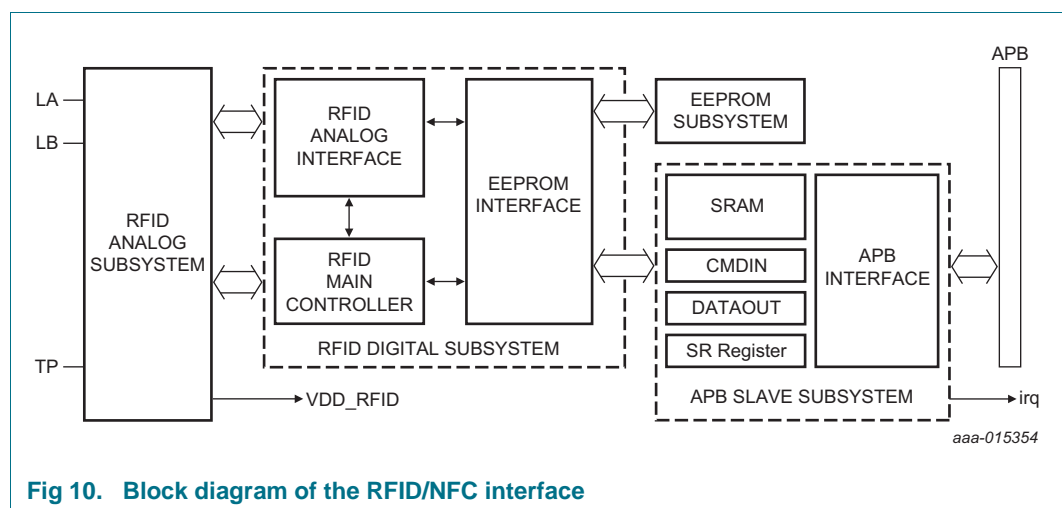 APB
LA
LB
TP
RFID
ANALOG
SUBSYSTEM
RFID
ANALOG
INTERFACE
RFID
MAIN
CONTROLLER
EEPROM
INTERFACE
RFID DIGITAL SUBSYSTEM
EEPROM
SUBSYSTEM
SRAM
CMDIN
DATAOUT
SR Register
APB
INTERFACE
APB SLAVE SUBSYSTEM
VDD_RFID
irq
aaa-015354
Fig 10. Block diagram of the RFID/NFC interface